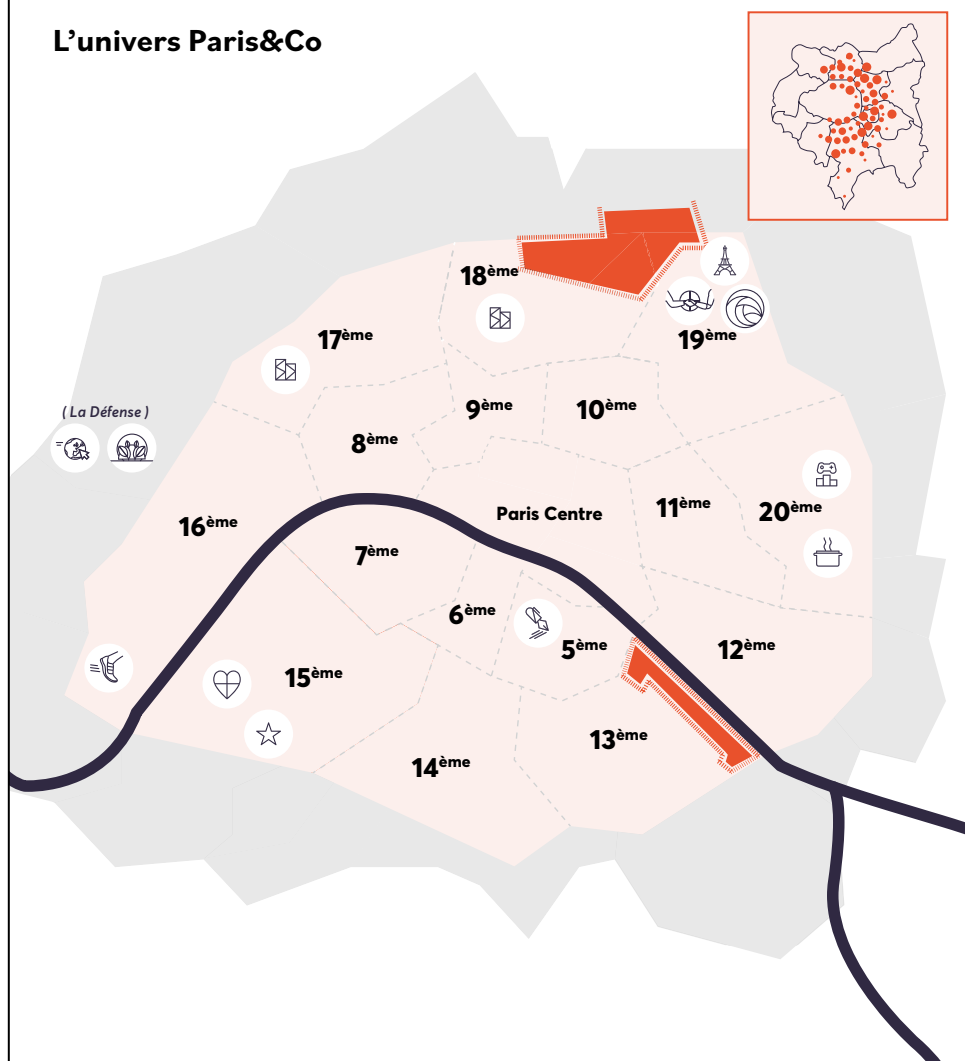 L'univers Paris&Co
18ème
17ème
19ème
( La Défense )
9ème
10ème
8ème
16ème
Paris Centre
11ème
20ème
7ème
6ème
5ème
12ème
15ème
13ème
14ème